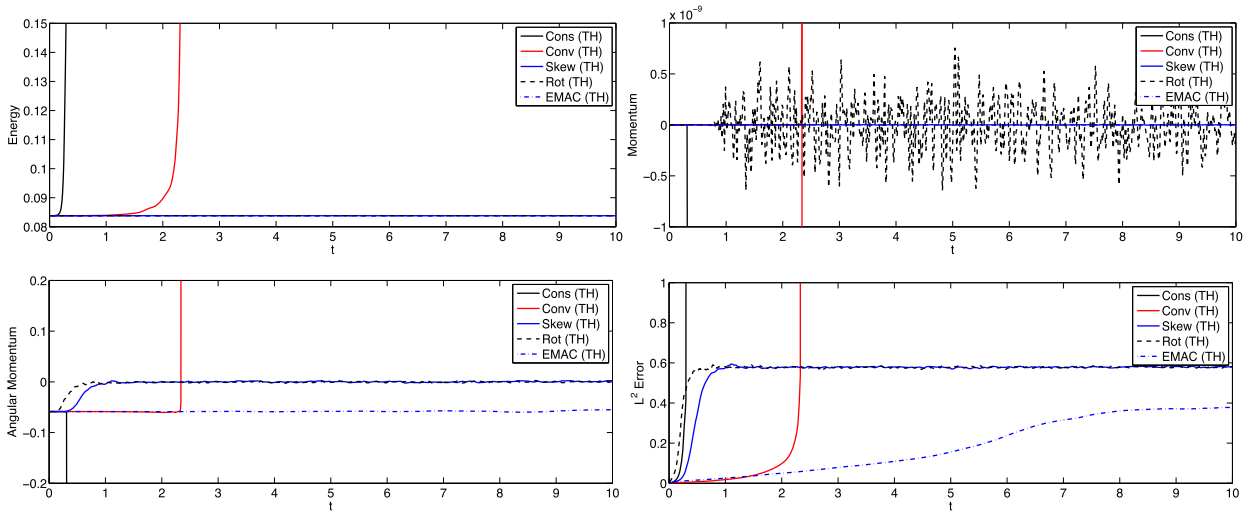 0.15
0.14
0.13
0.12
0.11
0.1
0.09
0.08
Energy
0 1 2 3 4 5 6 7 8 9 10
t
Cons (TH)
Conv (TH)
Skew (TH)
Rot (TH)
EMAC (TH)
x 10⁻⁹
1
0.5
0
−0.5
−1
Momentum
0 1 2 3 4 5 6 7 8 9 10
t
Cons (TH)
Conv (TH)
Skew (TH)
Rot (TH)
EMAC (TH)
0.2
0.1
0
−0.1
−0.2
Angular Momentum
0 1 2 3 4 5 6 7 8 9 10
t
Cons (TH)
Conv (TH)
Skew (TH)
Rot (TH)
EMAC (TH)
1
0.8
0.6
0.4
0.2
0
L² Error
0 1 2 3 4 5 6 7 8 9 10
t
Cons (TH)
Conv (TH)
Skew (TH)
Rot (TH)
EMAC (TH)